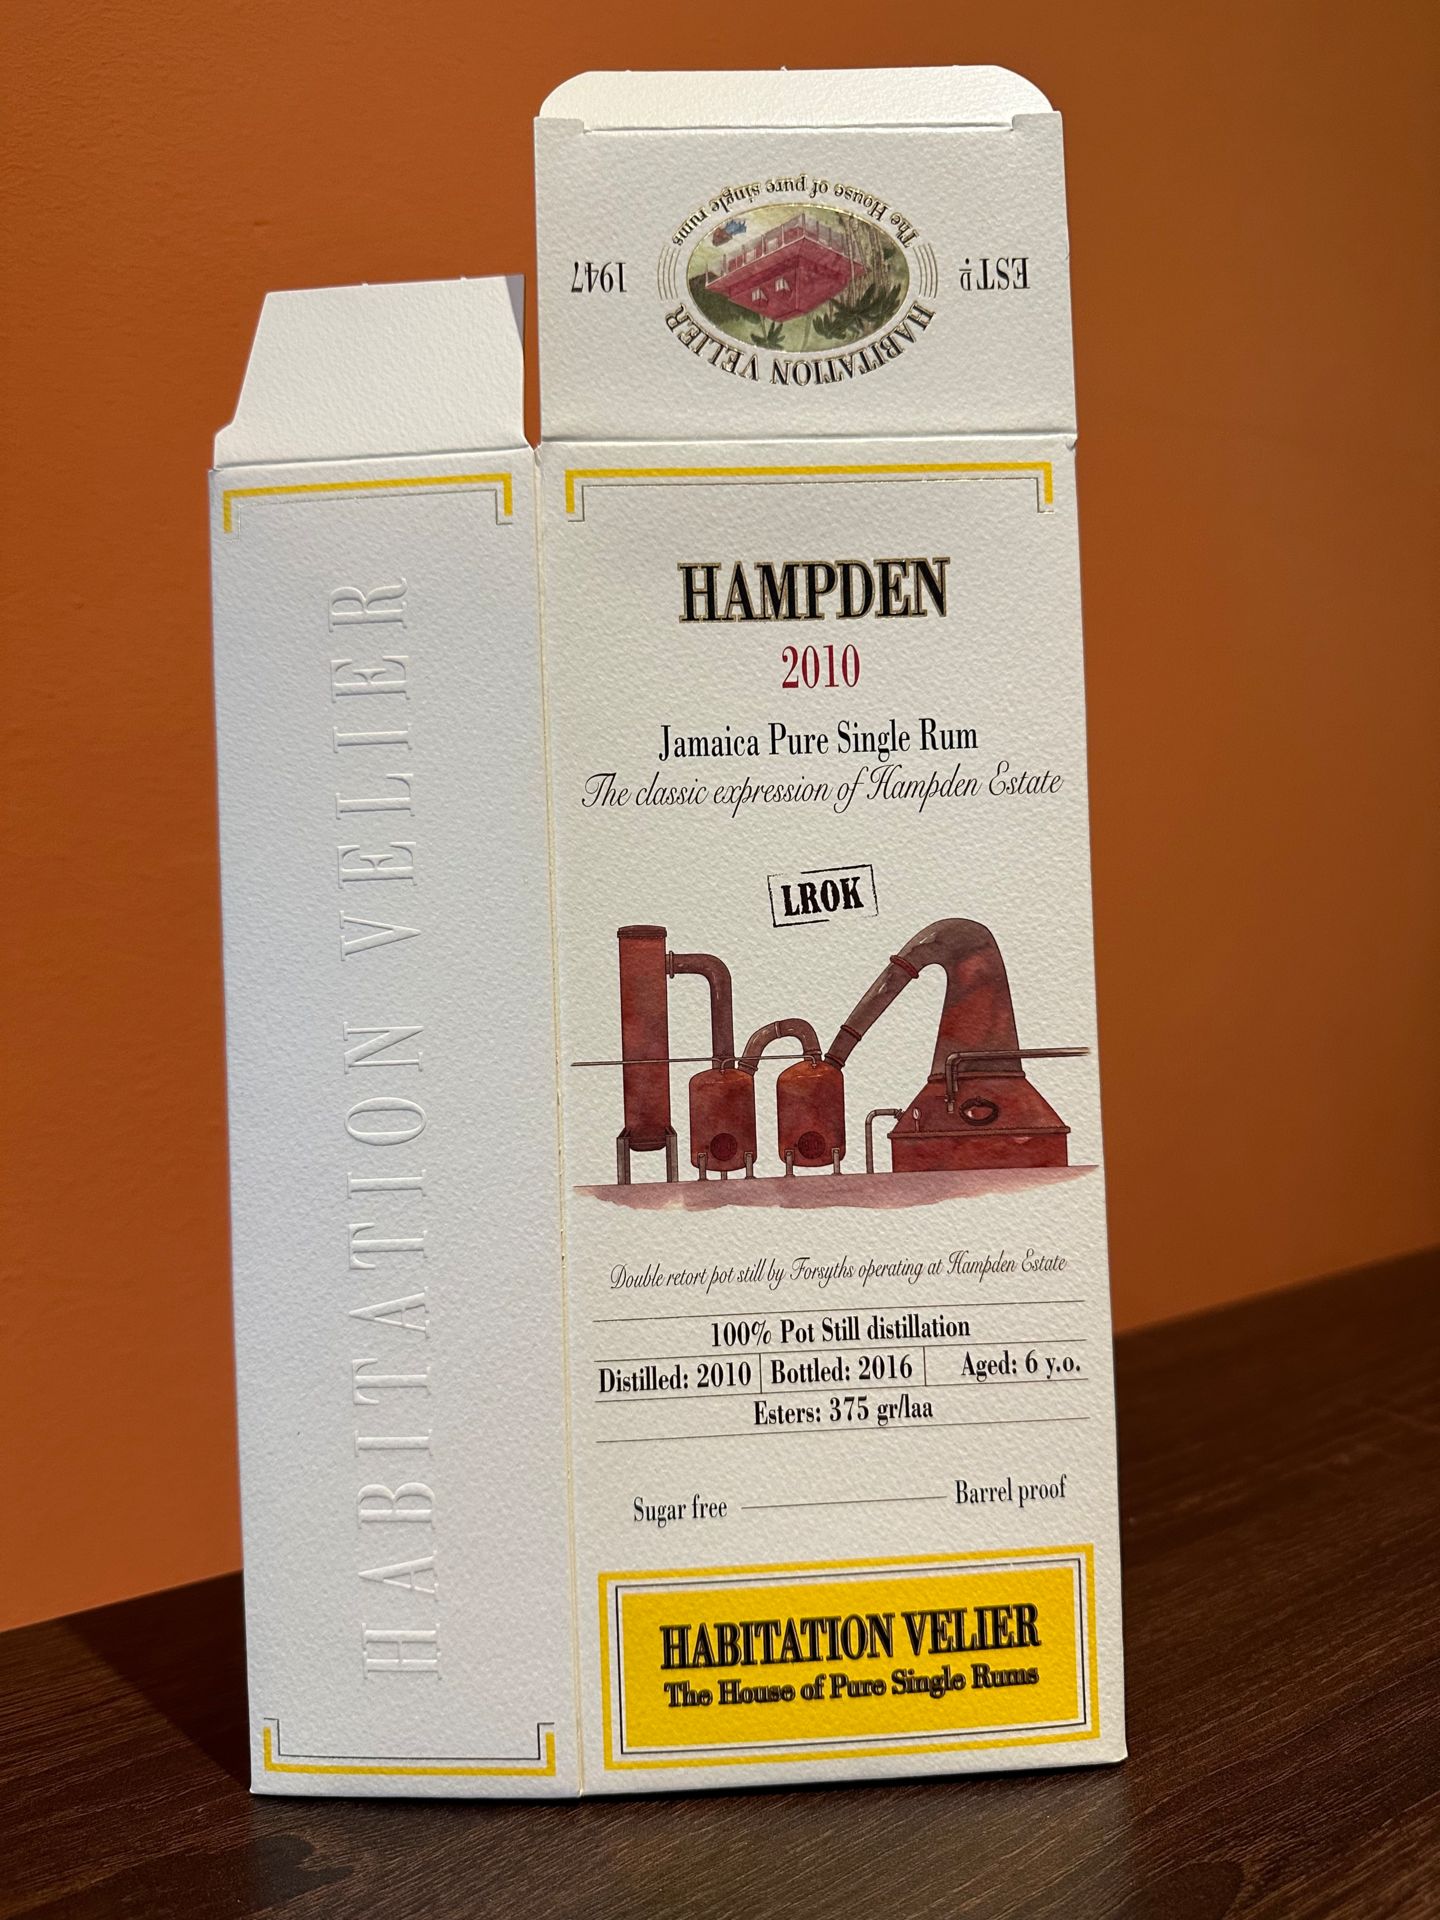 The House of pure single rums
1947
ESTD.
HABITATION VELIER
HABITATION VELIER
HAMPDEN
2010
Jamaica Pure Single Rum
The classic expression of Hampden Estate
LROK
Double retort pot still by Forsyths operating at Hampden Estate
100% Pot Still distillation
Distilled: 2010 Bottled: 2016 Aged: 6 y.o.
Esters: 375 gr/laa
Sugar free Barrel proof
HABITATION VELIER
The House of Pure Single Rums